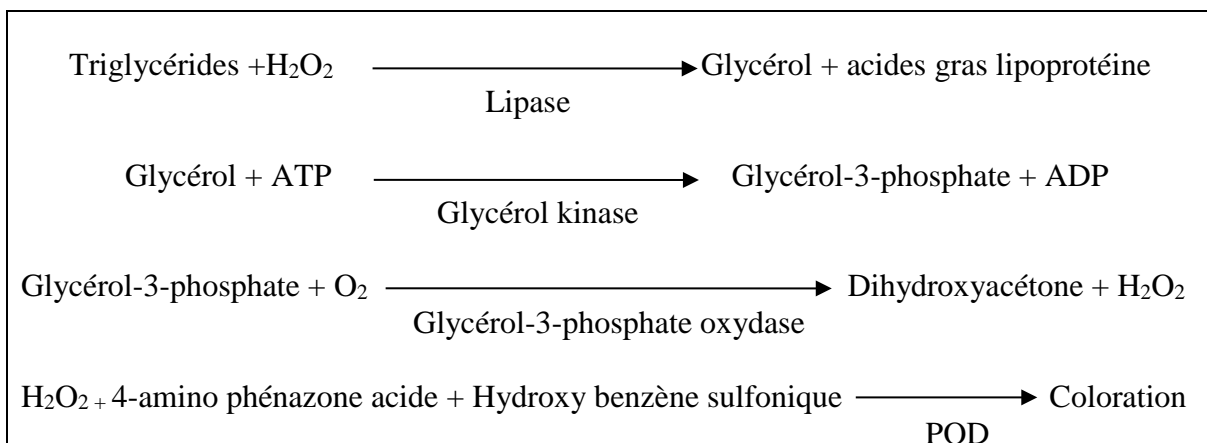 Triglycérides +H₂O₂ Glycérol + acides gras lipoprotéine
Lipase
Glycérol + ATP Glycérol-3-phosphate + ADP
Glycérol kinase
Glycérol-3-phosphate + O₂ Dihydroxyacétone + H₂O₂
Glycérol-3-phosphate oxydase
H₂O₂ + 4-amino phénazone acide + Hydroxy benzène sulfonique Coloration
POD